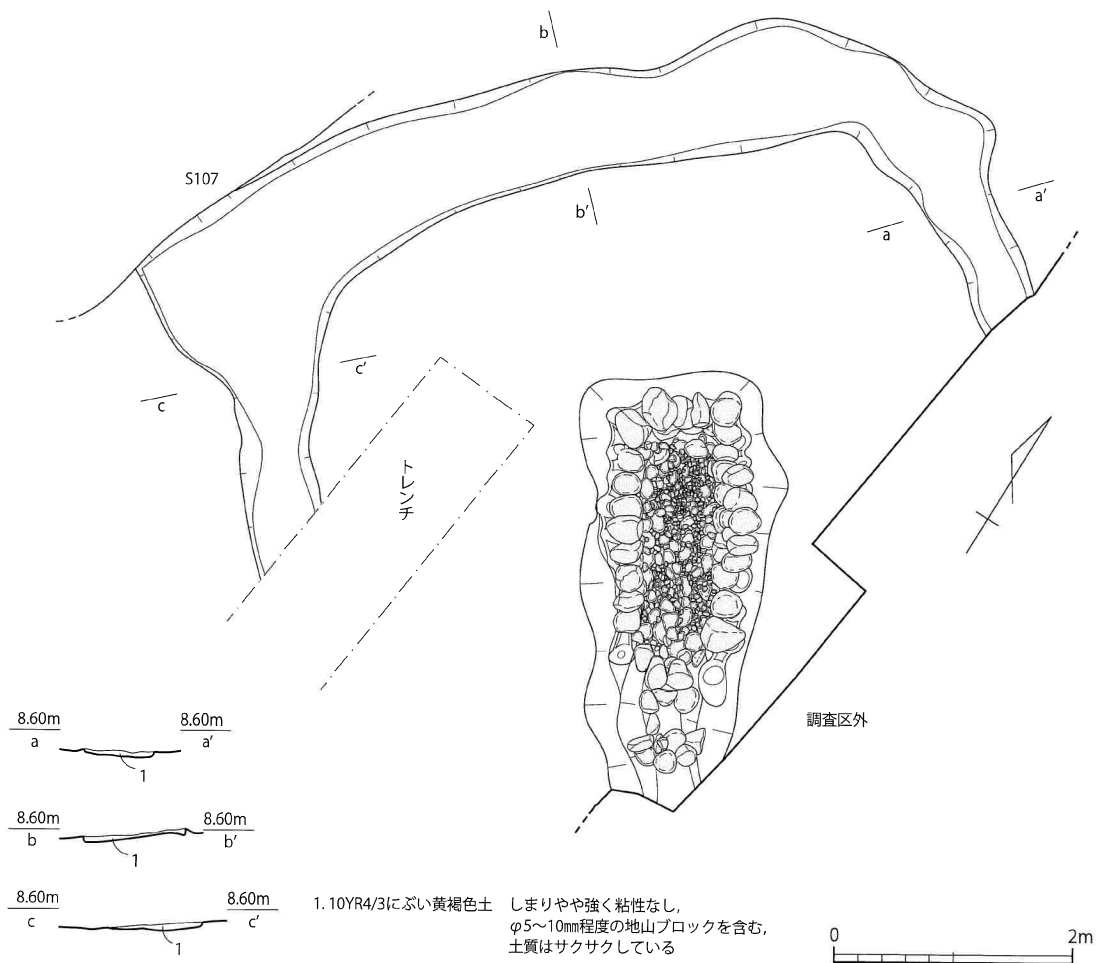 b
S107
a'
b'
a
c'
c
トレンチ
調査区外
8.60m 8.60m
a a'
1
8.60m 8.60m
b b'
1
8.60m 8.60m
c c'
1
1. 10YR4/3にぶい黄褐色土 しまりやや強く粘性なし,
φ5～10㎜程度の地山ブロックを含む,
土質はサクサクしている
0 2m